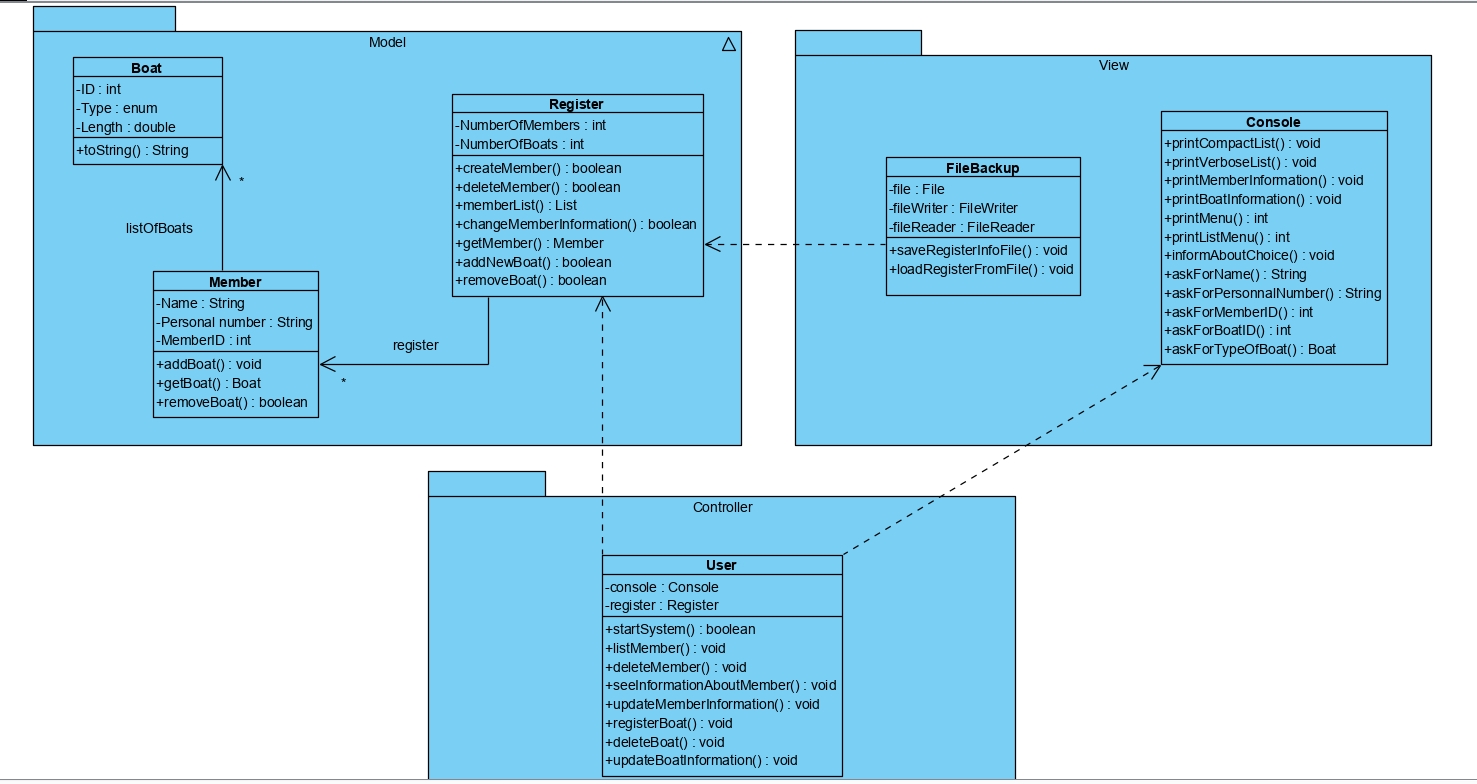 Model
Boat
-ID : int
-Type : enum
-Length : double
+toString() : String
*
listOfBoats
Member
-Name : String
-Personal number : String
-MemberID : int
+addBoat() : void
+getBoat() : Boat
+removeBoat() : boolean
Register
-NumberOfMembers : int
-NumberOfBoats : int
+createMember() : boolean
+deleteMember() : boolean
+memberList() : List
+changeMemberInformation() : boolean
+getMember() : Member
+addNewBoat() : boolean
+removeBoat() : boolean
register
*
View
FileBackup
-file : File
-fileWriter : FileWriter
-fileReader : FileReader
+saveRegisterInfoFile() : void
+loadRegisterFromFile() : void
Console
+printCompactList() : void
+printVerboseList() : void
+printMemberInformation() : void
+printBoatInformation() : void
+printMenu() : int
+printListMenu() : int
+informAboutChoice() : void
+askForName() : String
+askForPersonnalNumber() : String
+askForMemberID() : int
+askForBoatID() : int
+askForTypeOfBoat() : Boat
Controller
User
-console : Console
-register : Register
+startSystem() : boolean
+listMember() : void
+deleteMember() : void
+seeInformationAboutMember() : void
+updateMemberInformation() : void
+registerBoat() : void
+deleteBoat() : void
+updateBoatInformation() : void